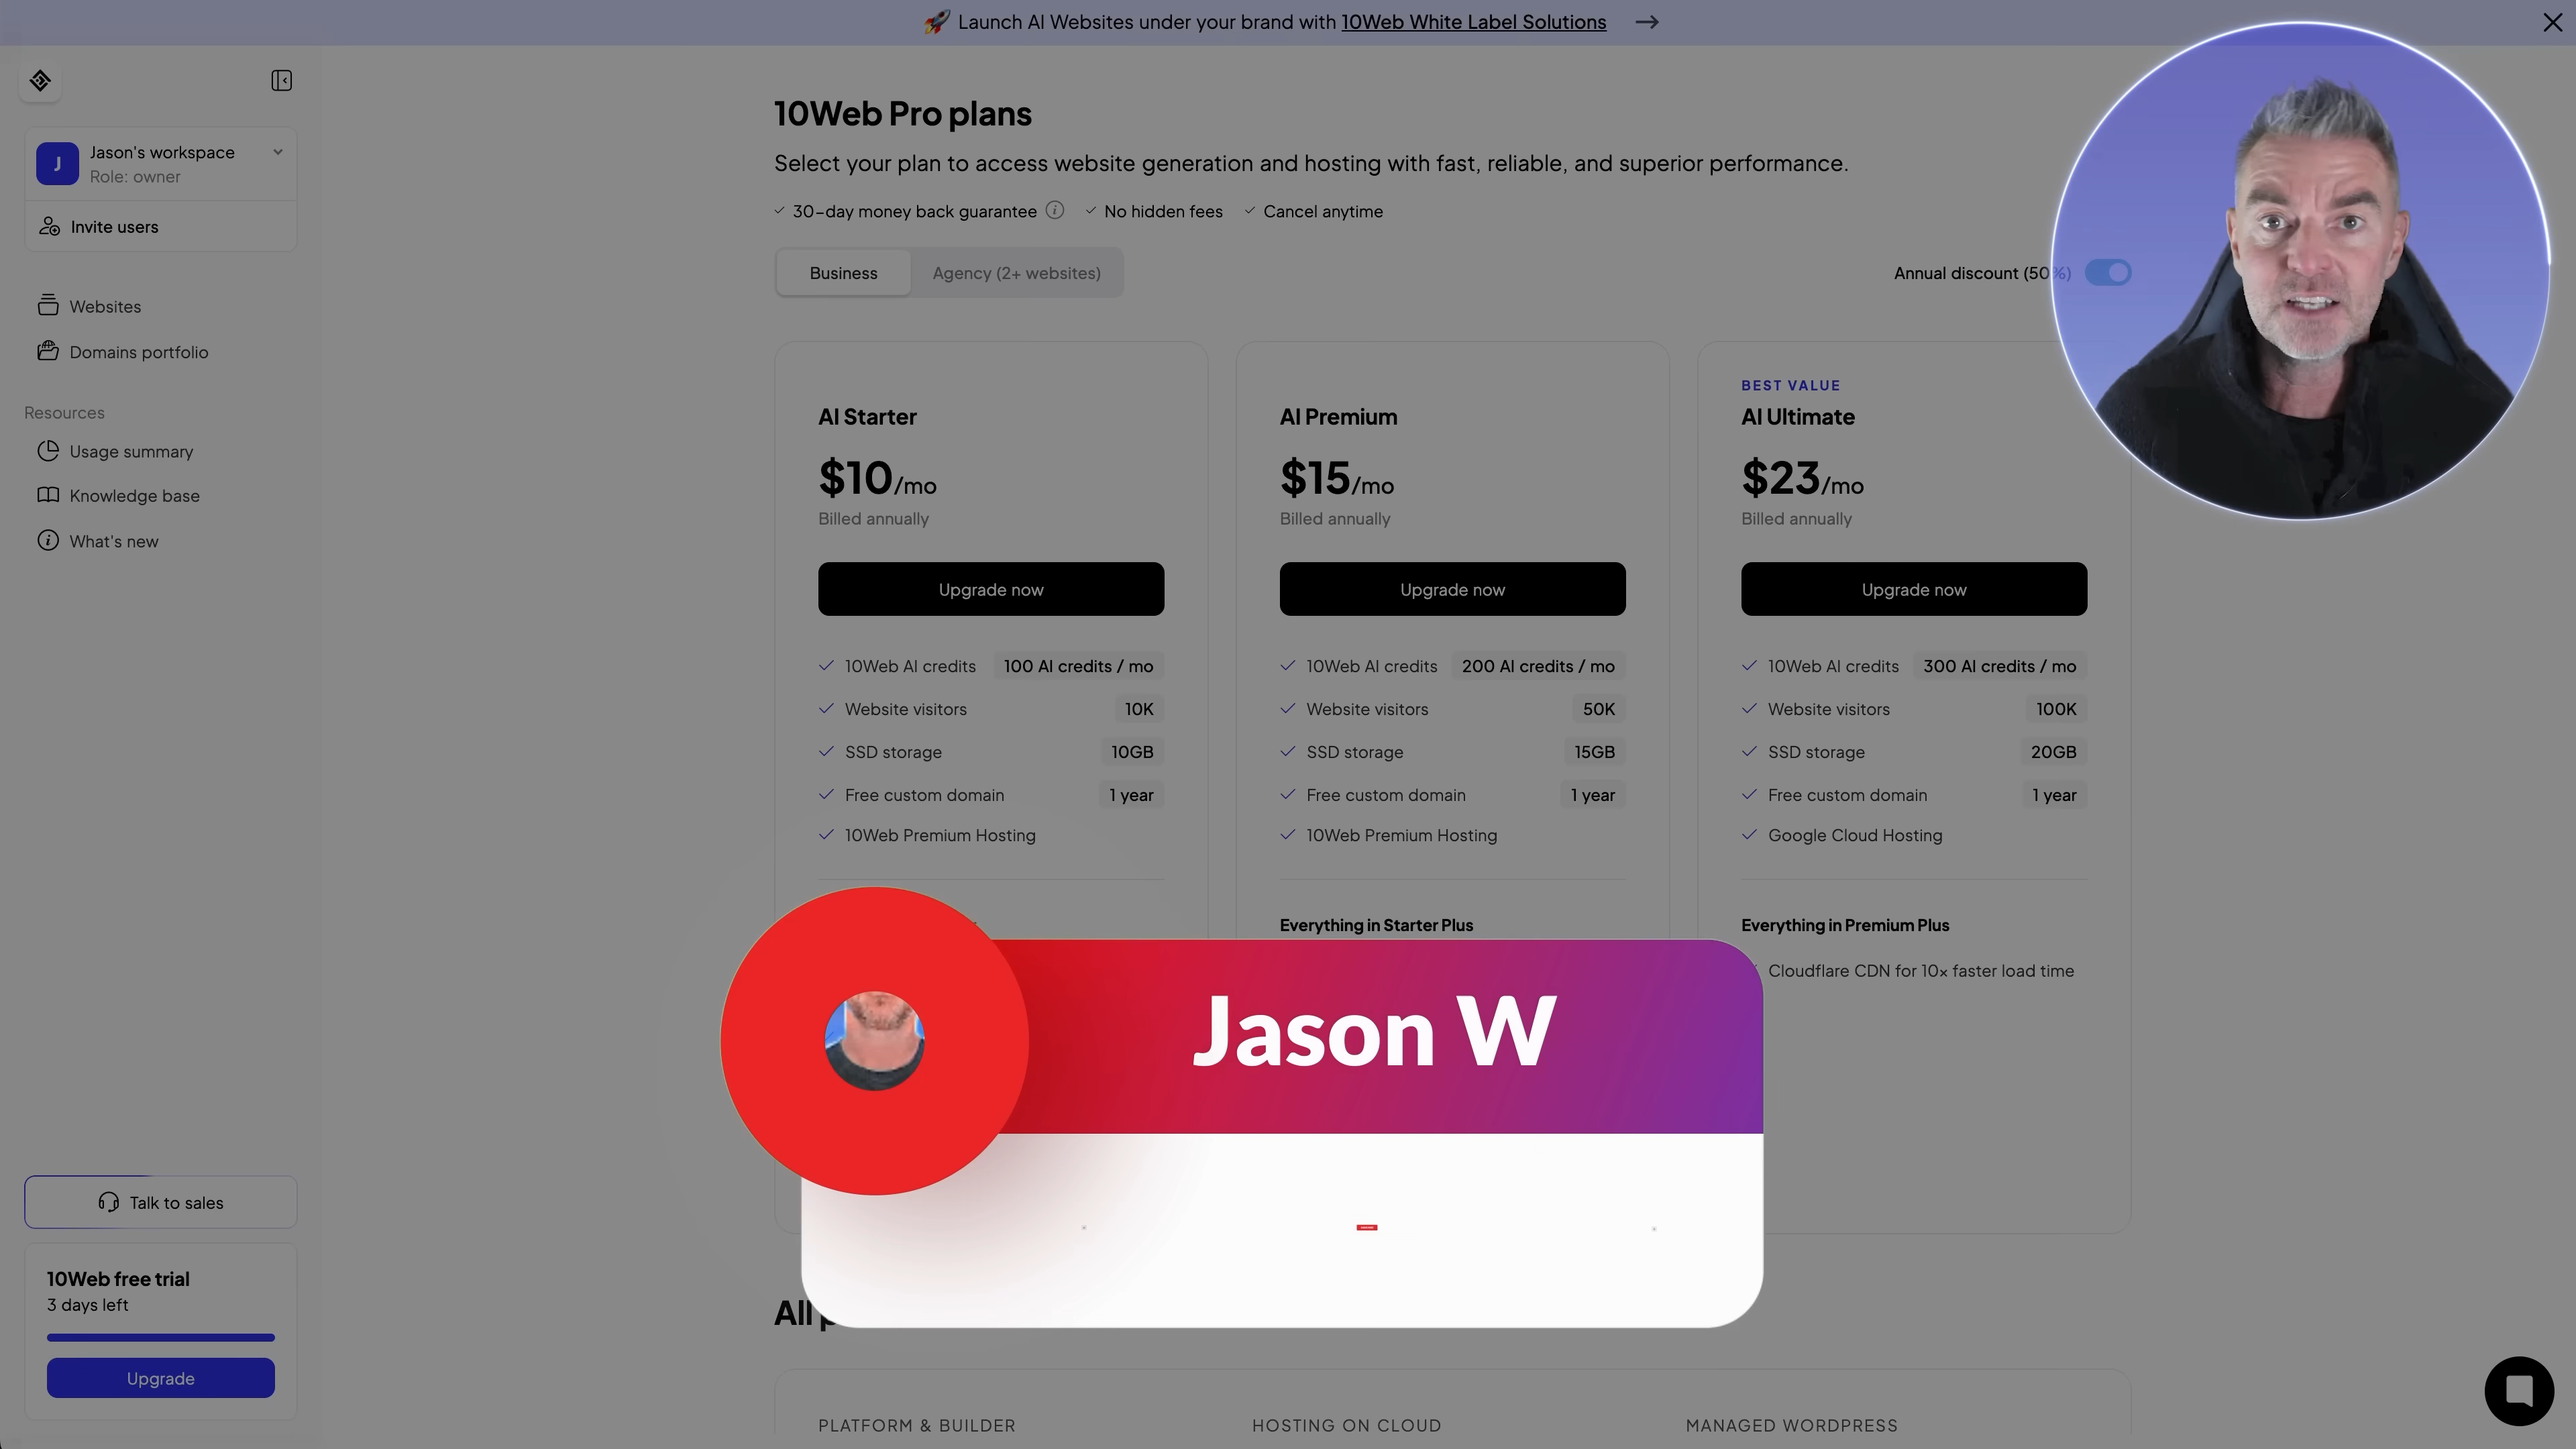 🚀 Launch AI Websites under your brand with 10Web White Label Solutions →
J
Jason's workspace
Role: owner
Invite users
Websites
Domains portfolio
Resources
Usage summary
Knowledge base
What's new
Talk to sales
10Web free trial
3 days left
Upgrade
10Web Pro plans
Select your plan to access website generation and hosting with fast, reliable, and superior performance.
30-day money back guarantee
No hidden fees
Cancel anytime
Business
Agency (2+ websites)
Annual discount (50%)
AI Starter
$10/mo
Billed annually
Upgrade now
10Web AI credits 100 AI credits / mo
Website visitors 10K
SSD storage 10GB
Free custom domain 1 year
10Web Premium Hosting
AI Premium
$15/mo
Billed annually
Upgrade now
10Web AI credits 200 AI credits / mo
Website visitors 50K
SSD storage 15GB
Free custom domain 1 year
10Web Premium Hosting
Everything in Starter Plus
BEST VALUE
AI Ultimate
$23/mo
Billed annually
Upgrade now
10Web AI credits 300 AI credits / mo
Website visitors 100K
SSD storage 20GB
Free custom domain 1 year
Google Cloud Hosting
Everything in Premium Plus
Cloudflare CDN for 10x faster load time
Jason W
All
PLATFORM & BUILDER
HOSTING ON CLOUD
MANAGED WORDPRESS